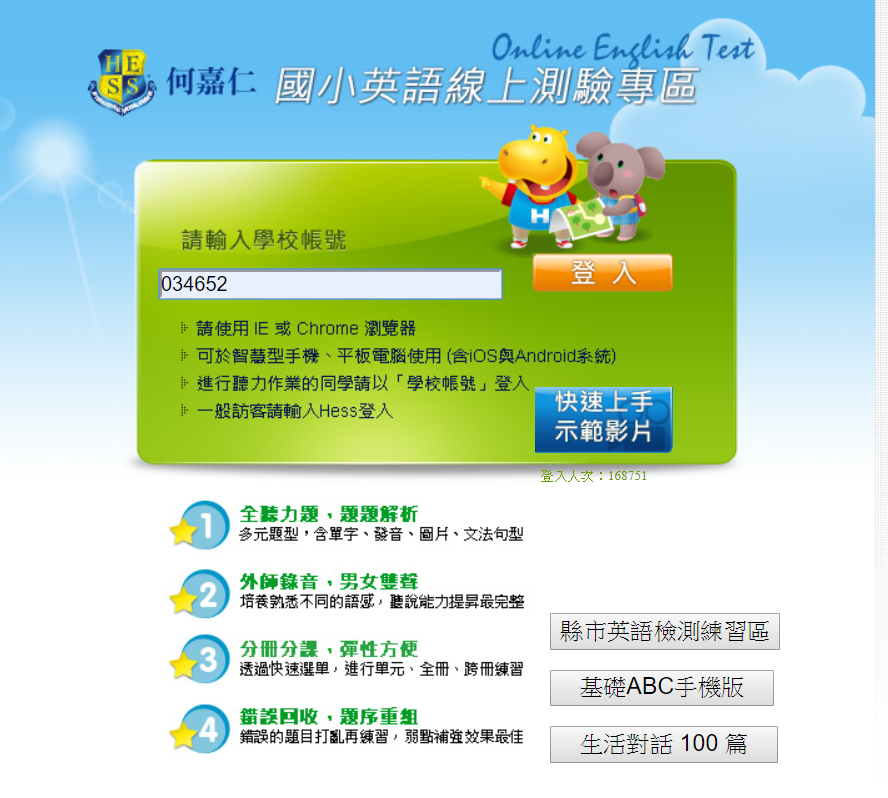 Online English Test
HESS
何嘉仁
國小英語線上測驗專區
H
請輸入學校帳號
034652
登入
請使用 IE 或 Chrome 瀏覽器
可於智慧型手機、平板電腦使用 (含iOS與Android系統)
進行聽力作業的同學請以「學校帳號」登入
一般訪客請輸入Hess登入
快速上手
示範影片
登入人次：168751
1
全聽力題，題題解析
多元題型，含單字、發音、圖片、文法句型
2
外師錄音，男女雙聲
培養熟悉不同的語感，聽說能力提昇最完整
3
分冊分課，彈性方便
透過快速選單，進行單元、全冊、跨冊練習
4
錯誤回收，題序重組
錯誤的題目打亂再練習，弱點補強效果最佳
縣市英語檢測練習區
基礎ABC手機版
生活對話 100 篇